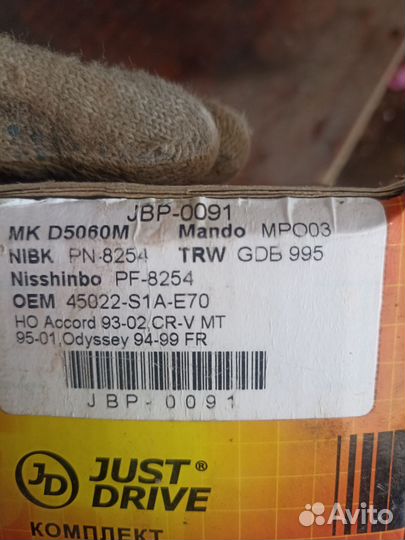 JBP-0091
MK D5060M Mando MPO03
NIBK PN-8254 TRW GDB 995
Nisshinbo PF-8254
OEM 45022-S1A-E70
HO Accord 93-02,CR-V MT
95-01,Odyssey 94-99 FR
JBP-0091
JD JUST®
DRIVE
КОМПЛЕКТ
Avito